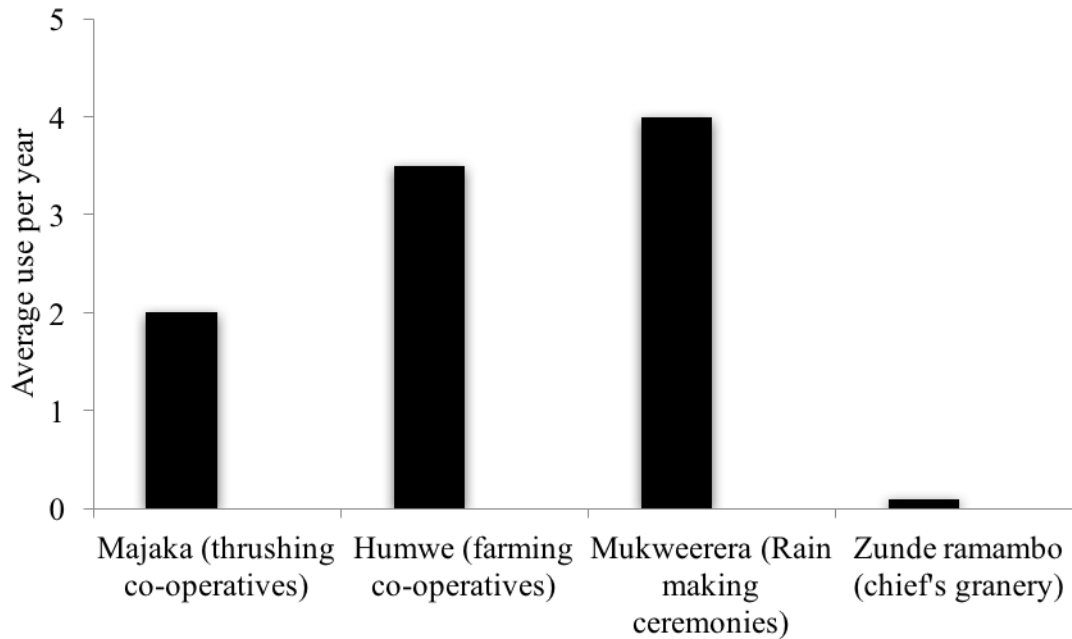 5
4
3
2
1
0
Average use per year
Majaka (thrushing
co-operatives)
Humwe (farming
co-operatives)
Mukweerera (Rain
making
ceremonies)
Zunde ramambo
(chief's granery)